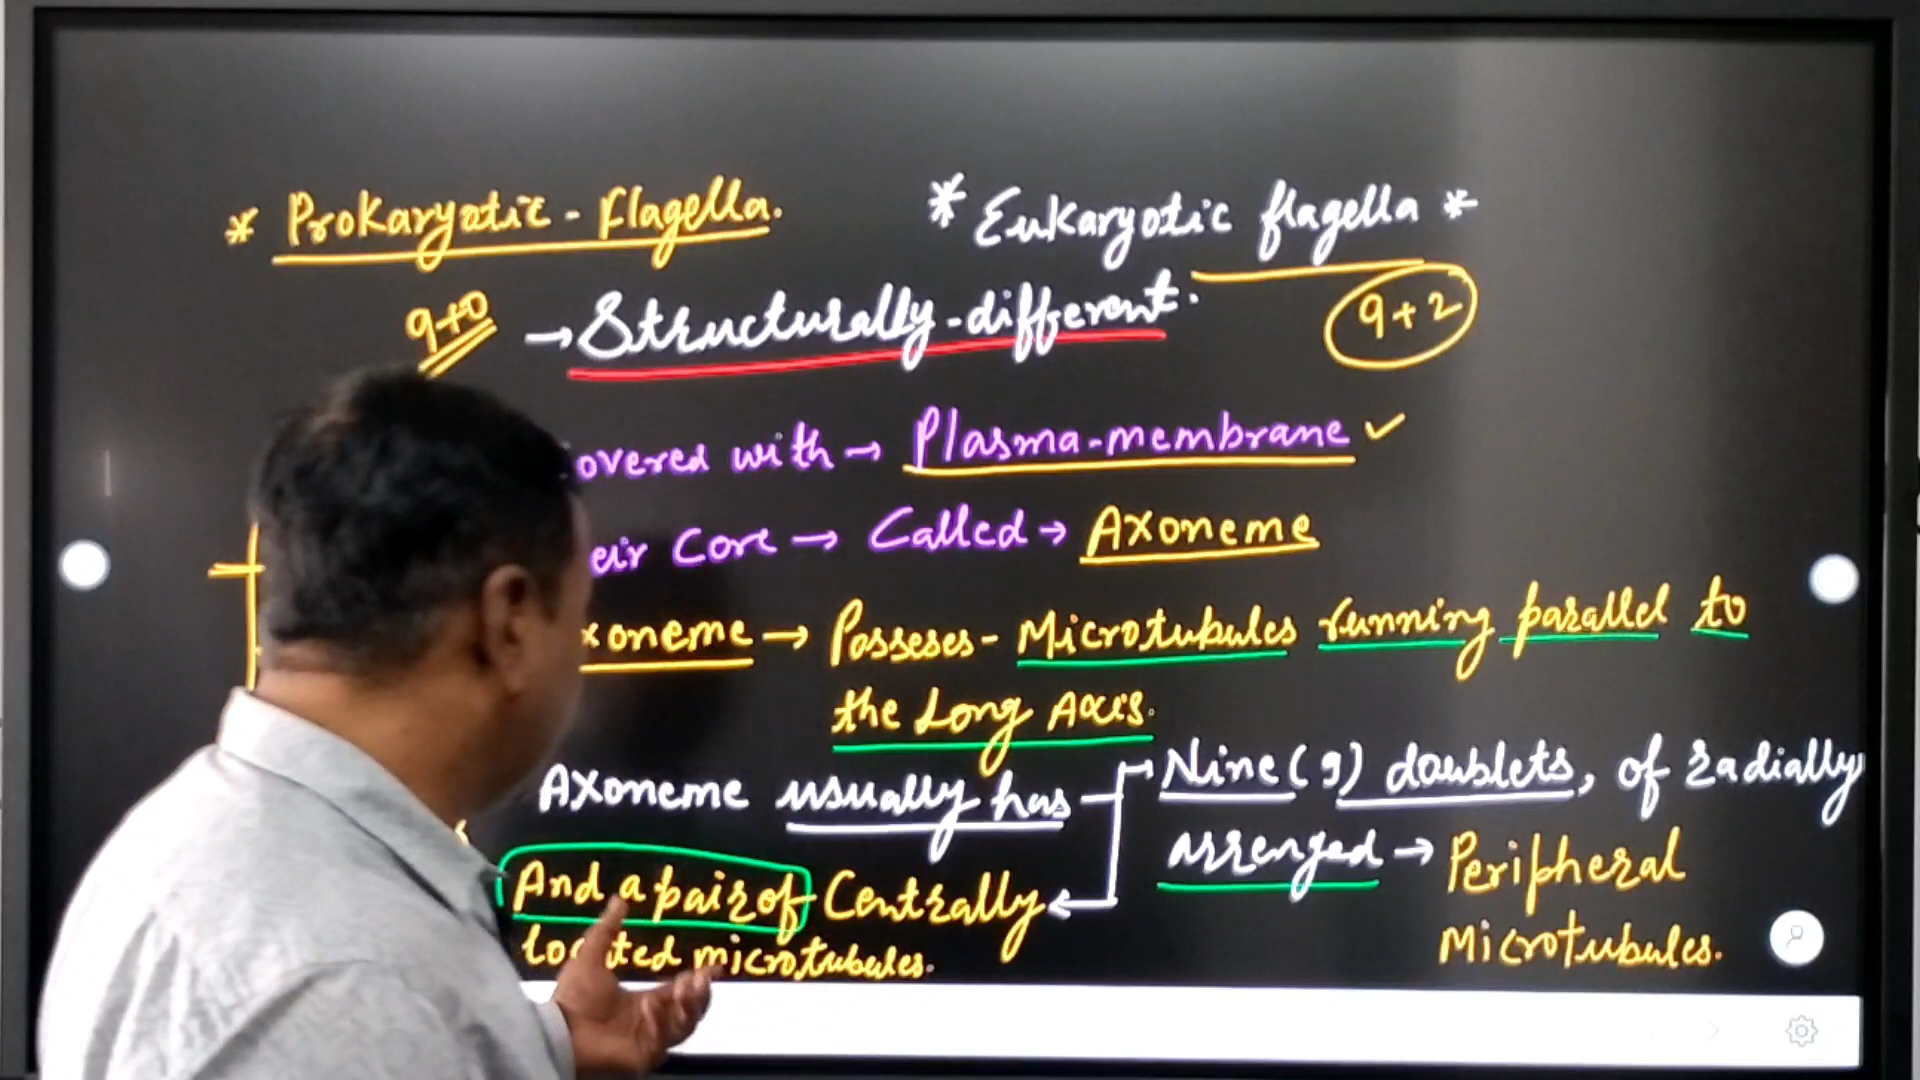 * Prokaryotic - Flagella.
* Eukaryotic flagella *
9+0
→ Structurally-different.
9+2
overed with → Plasma-membrane ✓
eir Core → Called → Axoneme
xoneme → Posseses - Microtubules running parallel to
the Long Axis.
Axoneme usually has
Nine (9) doublets, of radially
arrenged → Peripheral
Microtubules.
And a pair of Centrally
located microtubules.